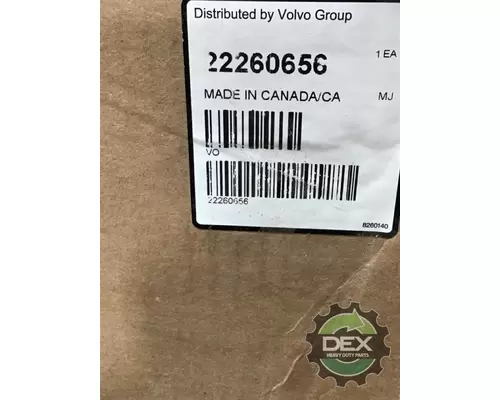 Distributed by Volvo Group
22260656 1 EA
MADE IN CANADA/CA MJ
VO
22260656
8260140
DEX
HEAVY DUTY PARTS